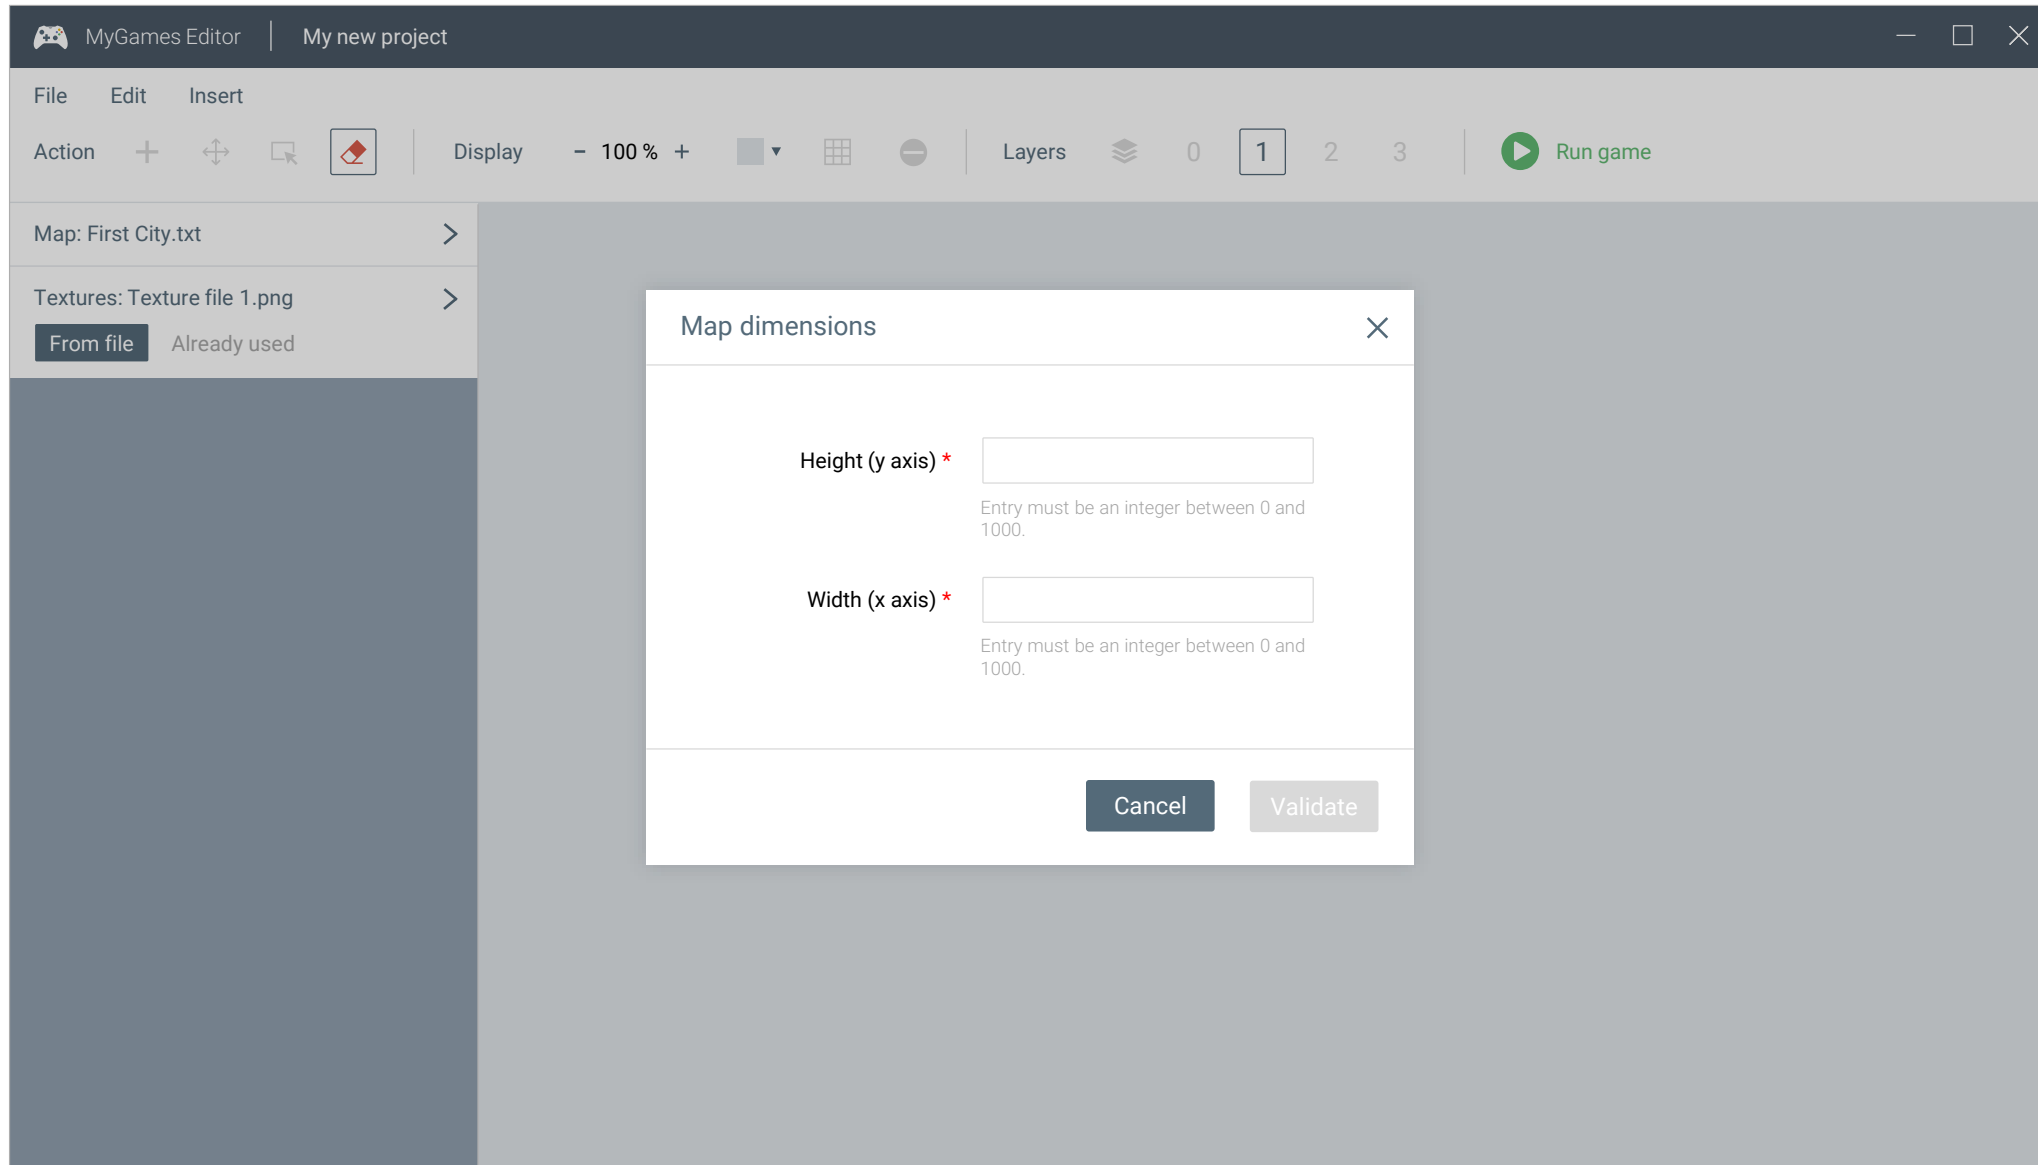 MyGames Editor My new project
File Edit Insert
Action Display - 100 % + Layers 0 1 2 3 Run game
Map: First City.txt
Textures: Texture file 1.png
From file Already used
Map dimensions
Height (y axis) *
Entry must be an integer between 0 and
1000.
Width (x axis) *
Entry must be an integer between 0 and
1000.
Cancel Validate